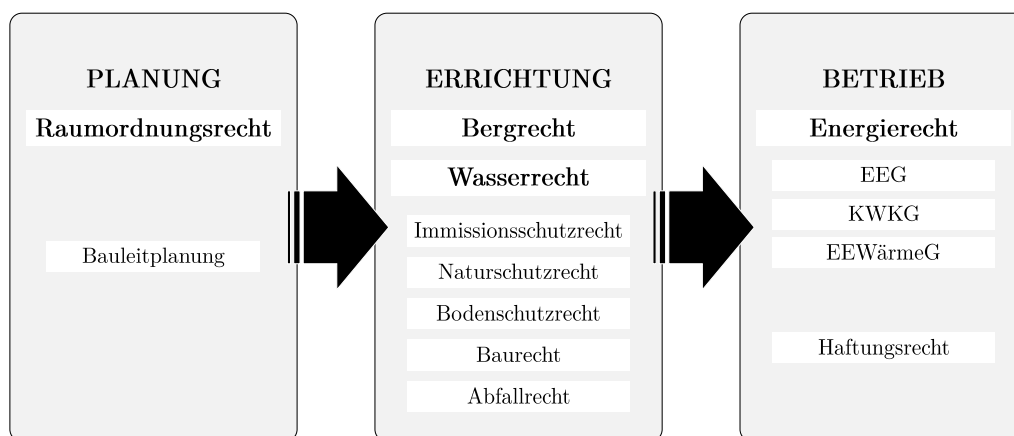 PLANUNG
Raumordnungsrecht
Bauleitplanung
ERRICHTUNG
Bergrecht
Wasserrecht
Immissionsschutzrecht
Naturschutzrecht
Bodenschutzrecht
Baurecht
Abfallrecht
BETRIEB
Energierecht
EEG
KWKG
EEWärmeG
Haftungsrecht